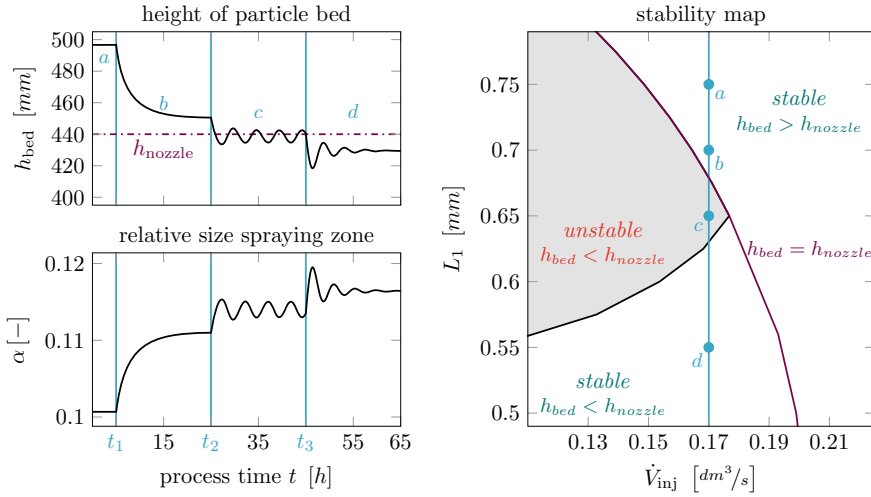 height of particle bed
500
480
460
440
420
400
h_bed [mm]
a
b
c
d
h_nozzle
relative size spraying zone
0.12
0.11
0.1
α [−]
t₁
15
t₂
35
t₃
55
65
process time t [h]
stability map
0.75
0.7
0.65
0.6
0.55
0.5
L₁ [mm]
a
b
c
d
stable
h_bed > h_nozzle
unstable
h_bed < h_nozzle
h_bed = h_nozzle
stable
h_bed < h_nozzle
0.13
0.15
0.17
0.19
0.21
V̇_inj [dm³/s]